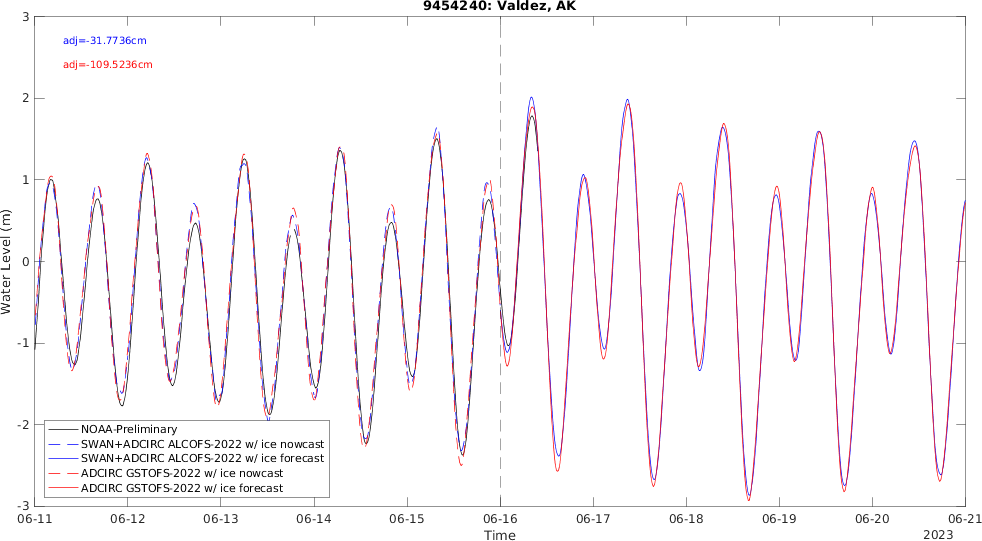 9454240: Valdez, AK
adj=-31.7736cm
adj=-109.5236cm
3
2
1
0
-1
-2
-3
Water Level (m)
NOAA-Preliminary
SWAN+ADCIRC ALCOFS-2022 w/ ice nowcast
SWAN+ADCIRC ALCOFS-2022 w/ ice forecast
ADCIRC GSTOFS-2022 w/ ice nowcast
ADCIRC GSTOFS-2022 w/ ice forecast
06-11 06-12 06-13 06-14 06-15 06-16 06-17 06-18 06-19 06-20 06-21
Time
2023